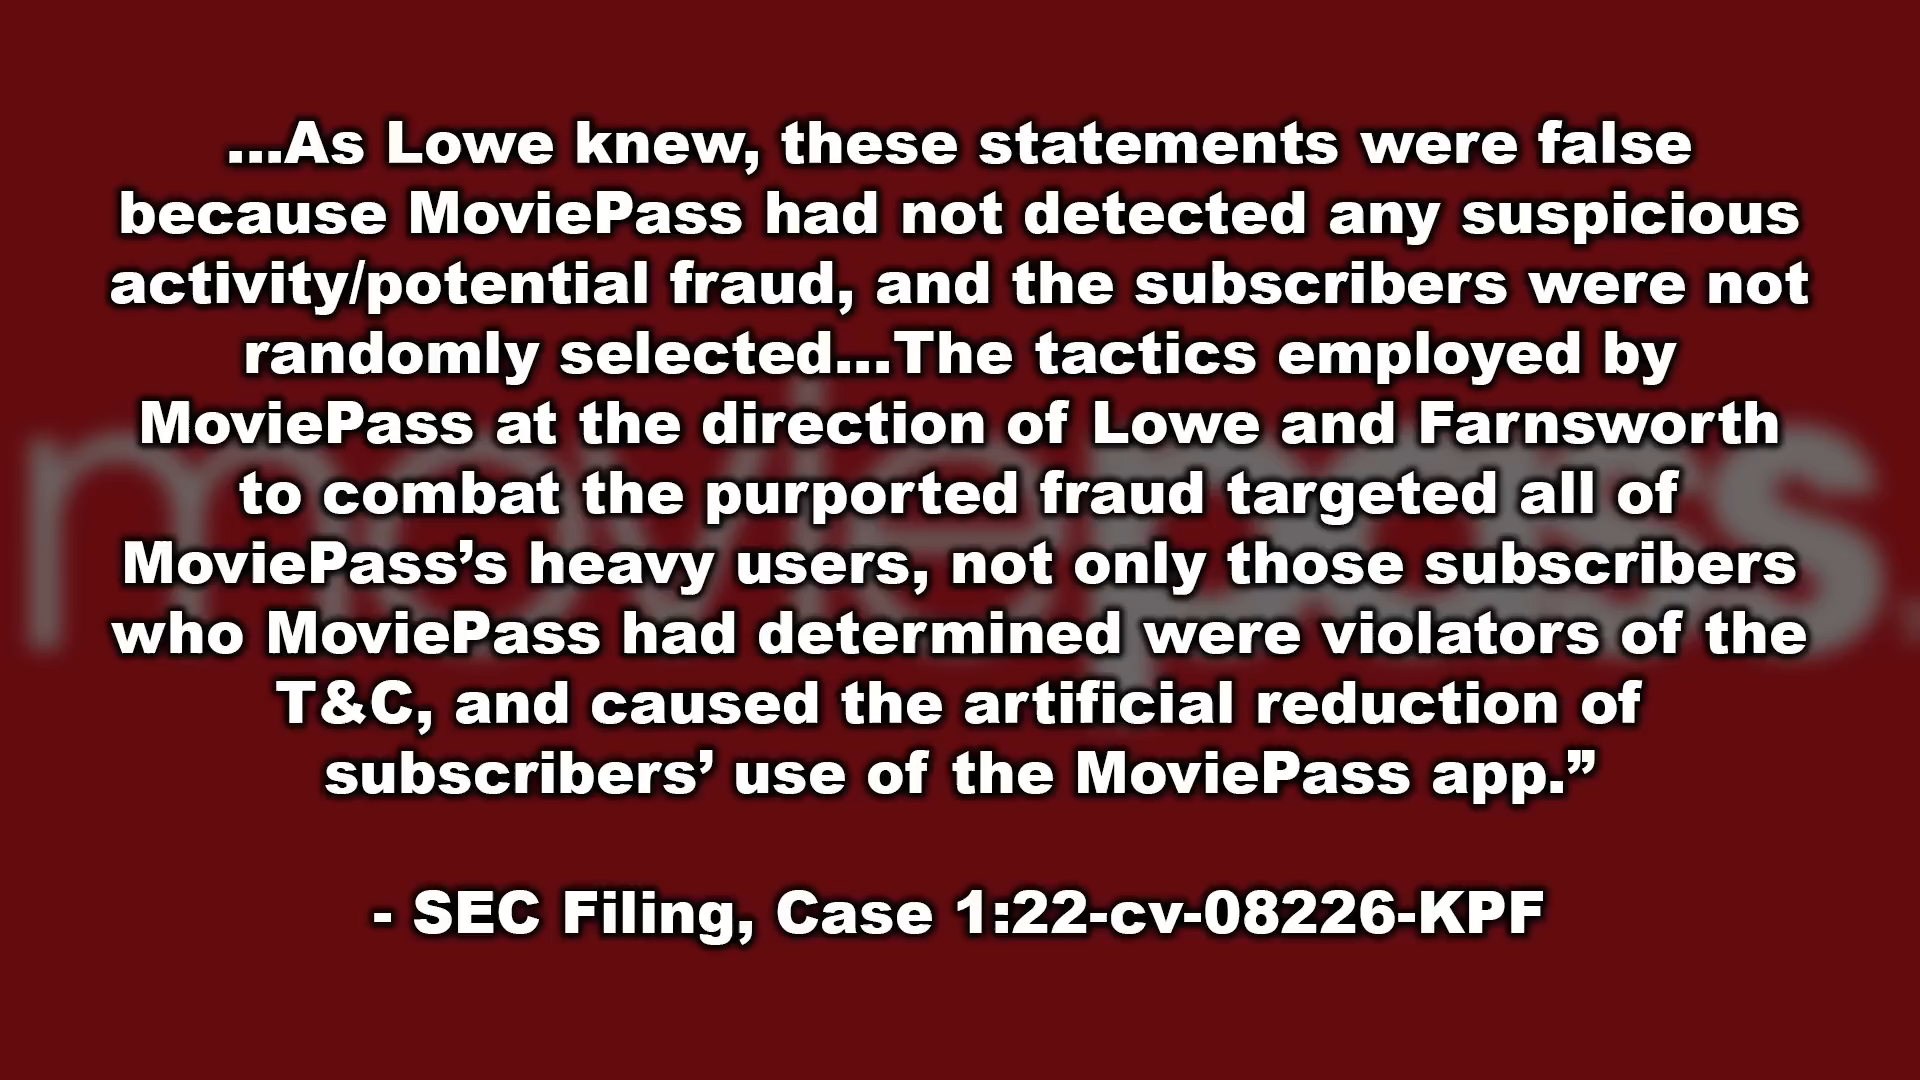 ...As Lowe knew, these statements were false
because MoviePass had not detected any suspicious
activity/potential fraud, and the subscribers were not
randomly selected...The tactics employed by
MoviePass at the direction of Lowe and Farnsworth
to combat the purported fraud targeted all of
MoviePass’s heavy users, not only those subscribers
who MoviePass had determined were violators of the
T&C, and caused the artificial reduction of
subscribers’ use of the MoviePass app.”
- SEC Filing, Case 1:22-cv-08226-KPF
moviepass.